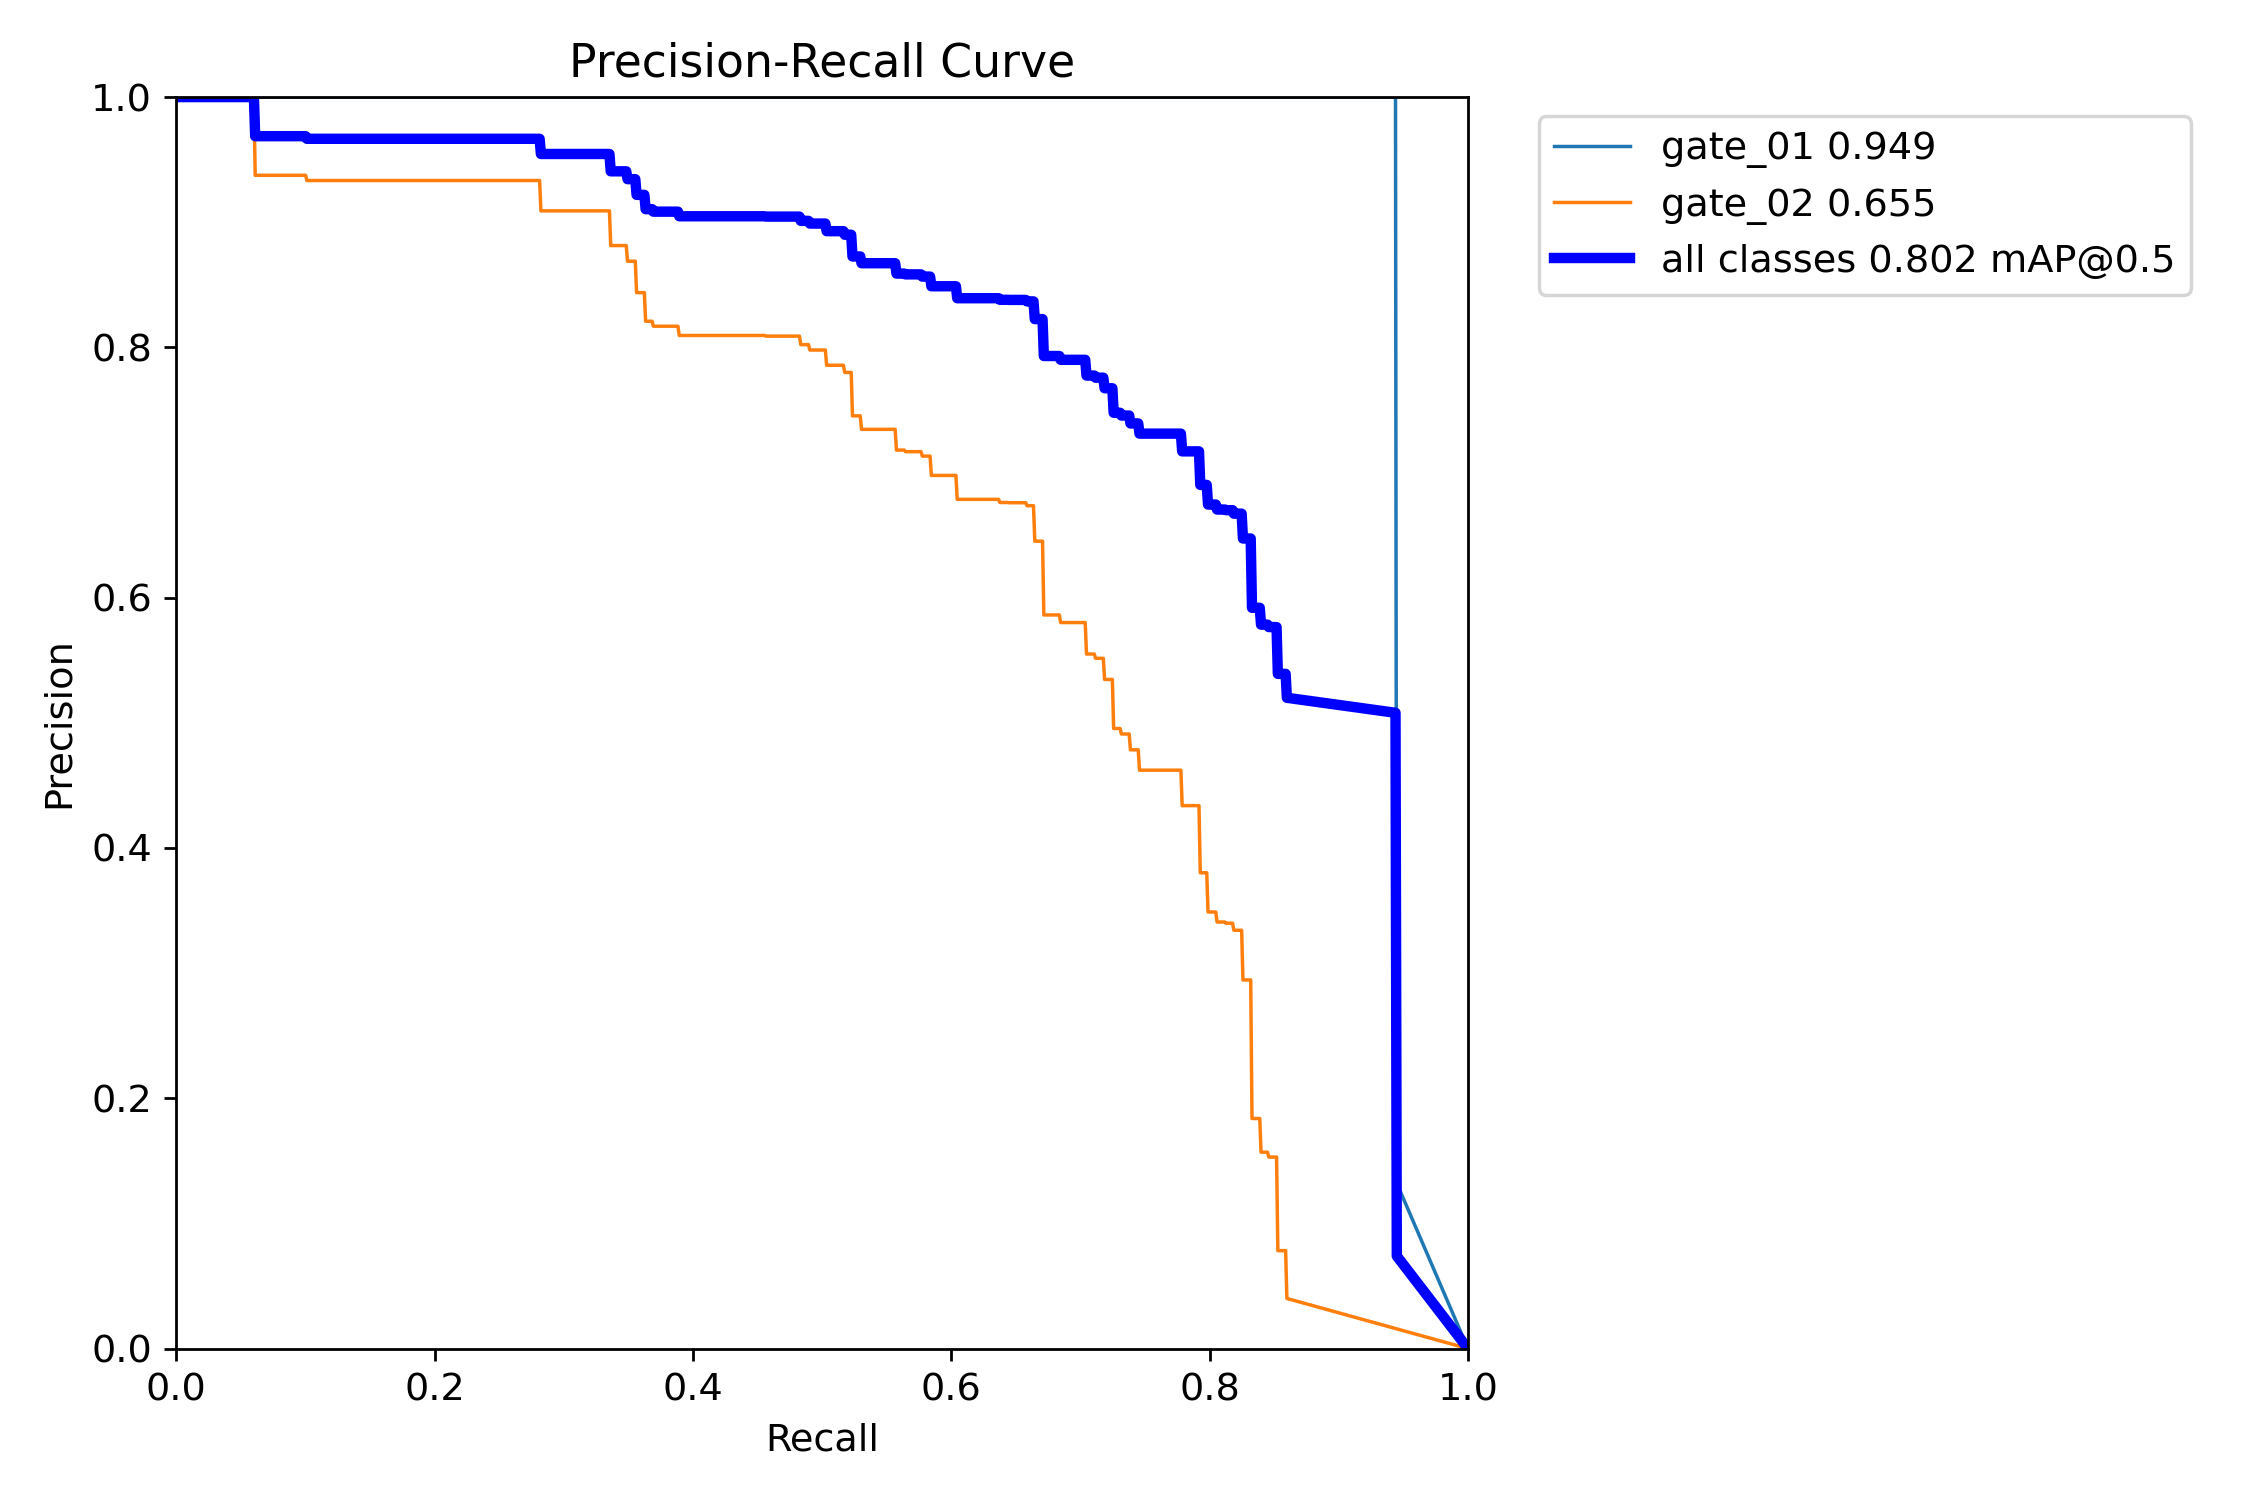 Precision-Recall Curve
1.0
0.8
0.6
0.4
0.2
0.0
Precision
0.0 0.2 0.4 0.6 0.8 1.0
Recall
gate_01 0.949
gate_02 0.655
all classes 0.802 mAP@0.5